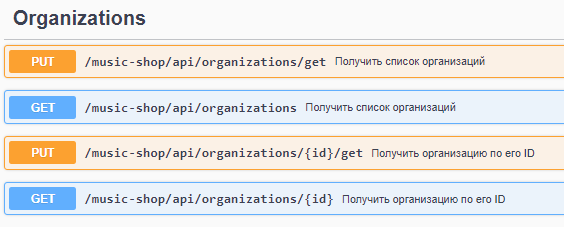 Organizations
PUT /music-shop/api/organizations/get Получить список организаций
GET /music-shop/api/organizations Получить список организаций
PUT /music-shop/api/organizations/{id}/get Получить организацию по его ID
GET /music-shop/api/organizations/{id} Получить организацию по его ID